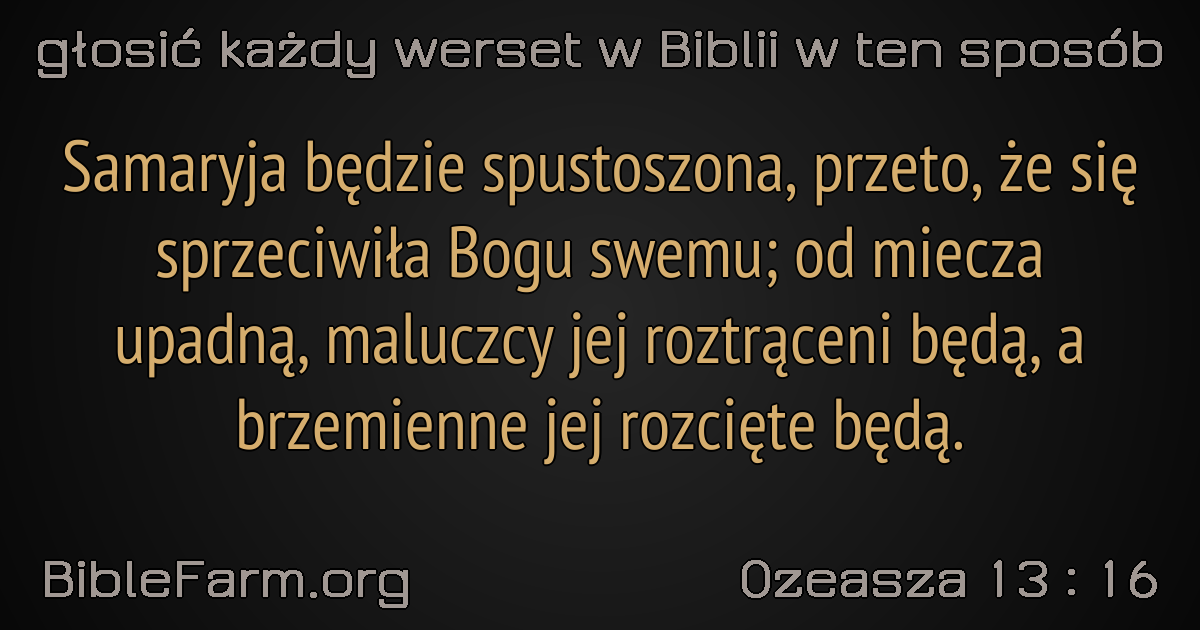 głosić każdy werset w Biblii w ten sposób
Samaryja będzie spustoszona, przeto, że się
sprzeciwiła Bogu swemu; od miecza
upadną, maluczcy jej roztrąceni będą, a
brzemienne jej rozcięte będą.
BibleFarm.org
Ozeasza 13 : 16